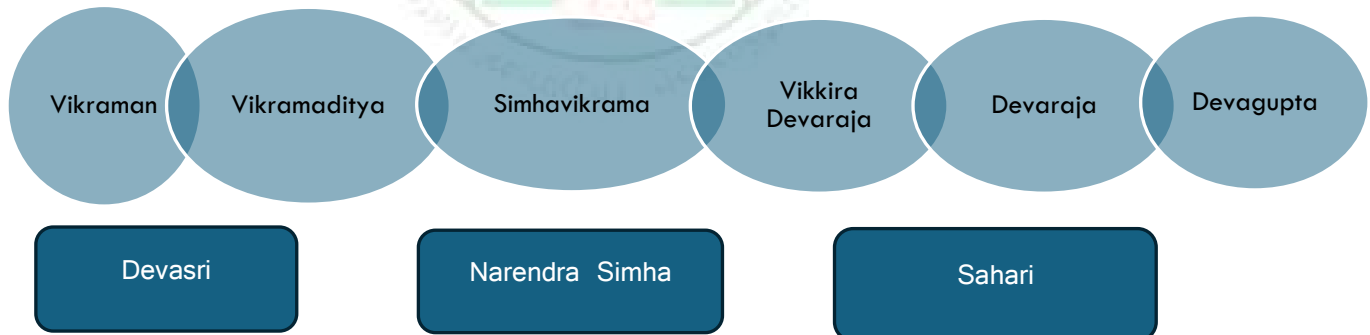 Vikraman
Vikramaditya
Simhavikrama
Vikkira
Devaraja
Devaraja
Devagupta
Devasri
Narendra Simha
Sahari